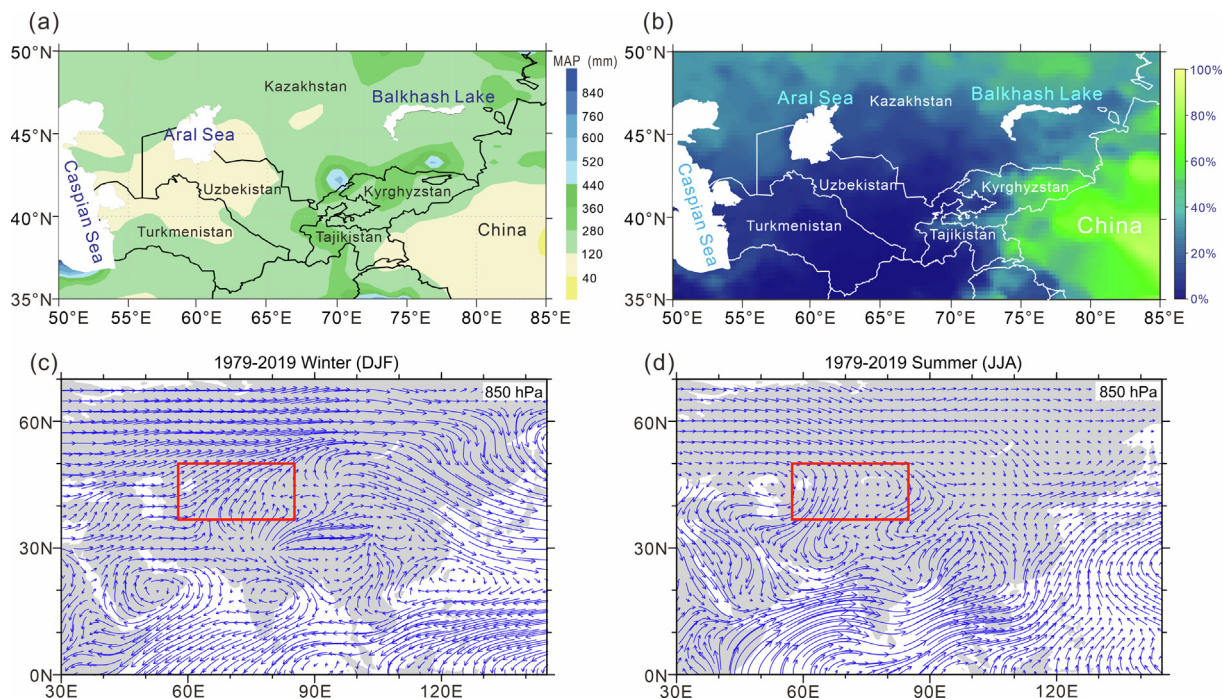 (a)
50°N
45°N
40°N
35°N
50°E 55°E 60°E 65°E 70°E 75°E 80°E 85°E
Kazakhstan
Balkhash Lake
Aral Sea
Caspian Sea
Uzbekistan
Kyrghyzstan
Turkmenistan
Tajikistan
China
MAP (mm)
840
760
600
520
440
360
280
120
40
(b)
50°N
45°N
40°N
35°N
50°E 55°E 60°E 65°E 70°E 75°E 80°E 85°E
Aral Sea
Kazakhstan
Balkhash Lake
Caspian Sea
Uzbekistan
Kyrghyzstan
Turkmenistan
Tajikistan
China
100%
80%
60%
40%
20%
0%
(c)
1979-2019 Winter (DJF)
850 hPa
60N
30N
0N
30E 60E 90E 120E
(d)
1979-2019 Summer (JJA)
850 hPa
60N
30N
0N
30E 60E 90E 120E